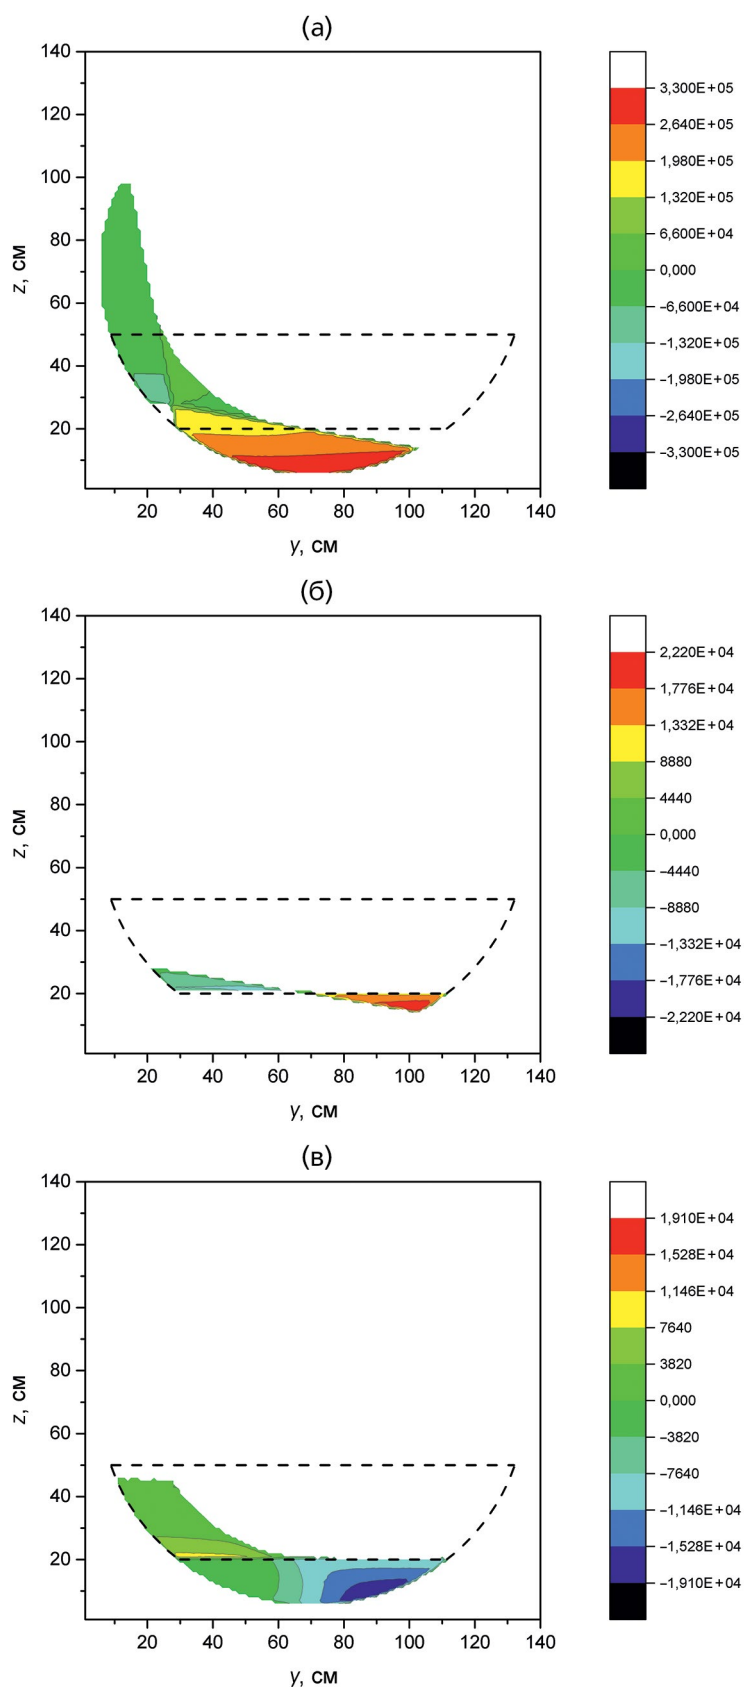 (а)
140
120
100
80
60
40
20
z, см
20 40 60 80 100 120 140
y, см
3,300E+05
2,640E+05
1,980E+05
1,320E+05
6,600E+04
0,000
−6,600E+04
−1,320E+05
−1,980E+05
−2,640E+05
−3,300E+05
(б)
140
120
100
80
60
40
20
z, см
20 40 60 80 100 120 140
y, см
2,220E+04
1,776E+04
1,332E+04
8880
4440
0,000
−4440
−8880
−1,332E+04
−1,776E+04
−2,220E+04
(в)
140
120
100
80
60
40
20
z, см
20 40 60 80 100 120 140
y, см
1,910E+04
1,528E+04
1,146E+04
7640
3820
0,000
−3820
−7640
−1,146E+04
−1,528E+04
−1,910E+04